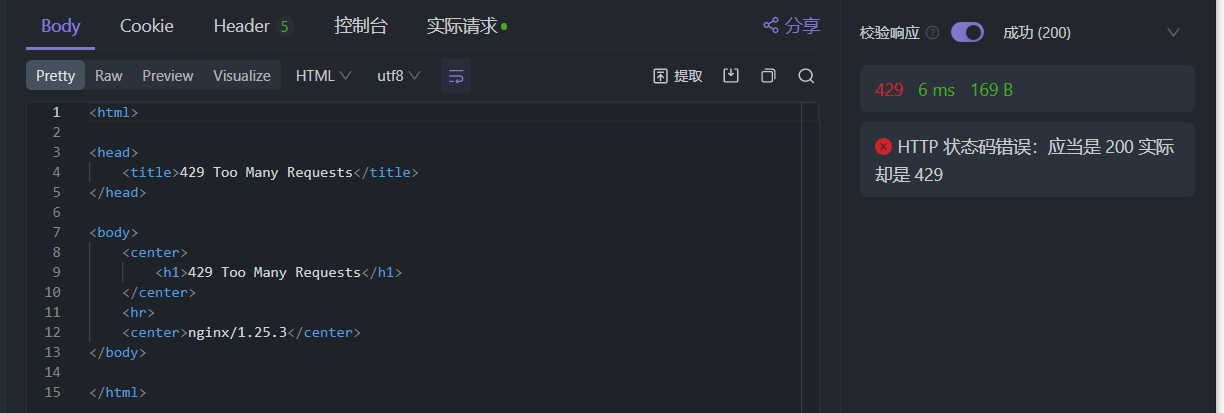 Body Cookie Header 5 控制台 实际请求 分享
Pretty Raw Preview Visualize HTML utf8 提取
1 <html>
2
3 <head>
4 <title>429 Too Many Requests</title>
5 </head>
6
7 <body>
8 <center>
9 <h1>429 Too Many Requests</h1>
10 </center>
11 <hr>
12 <center>nginx/1.25.3</center>
13 </body>
14
15 </html>
校验响应 ? 成功 (200)
429 6 ms 169 B
HTTP 状态码错误：应当是 200 实际
却是 429